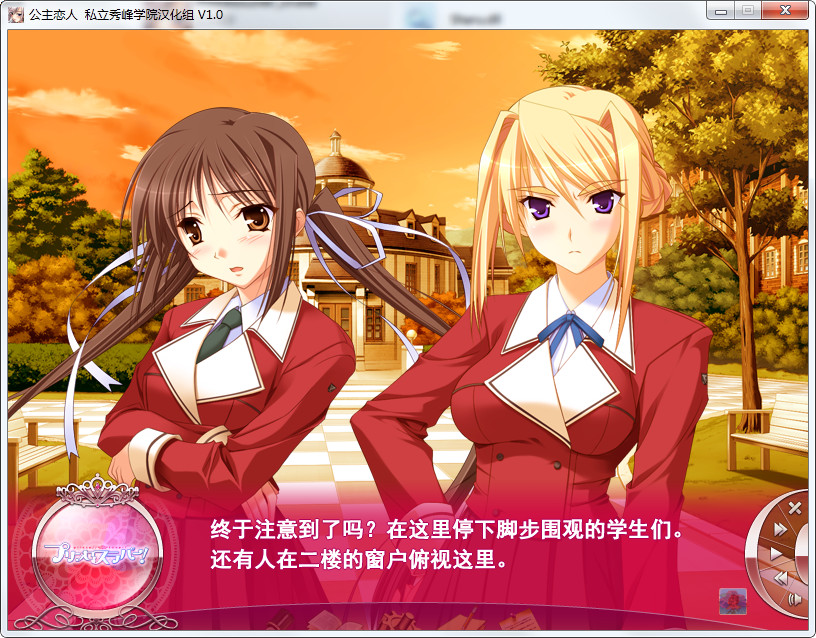 公主恋人 私立秀峰学院汉化组 V1.0
プリンセスラバー!
终于注意到了吗？在这里停下脚步围观的学生们。
还有人在二楼的窗户俯视这里。